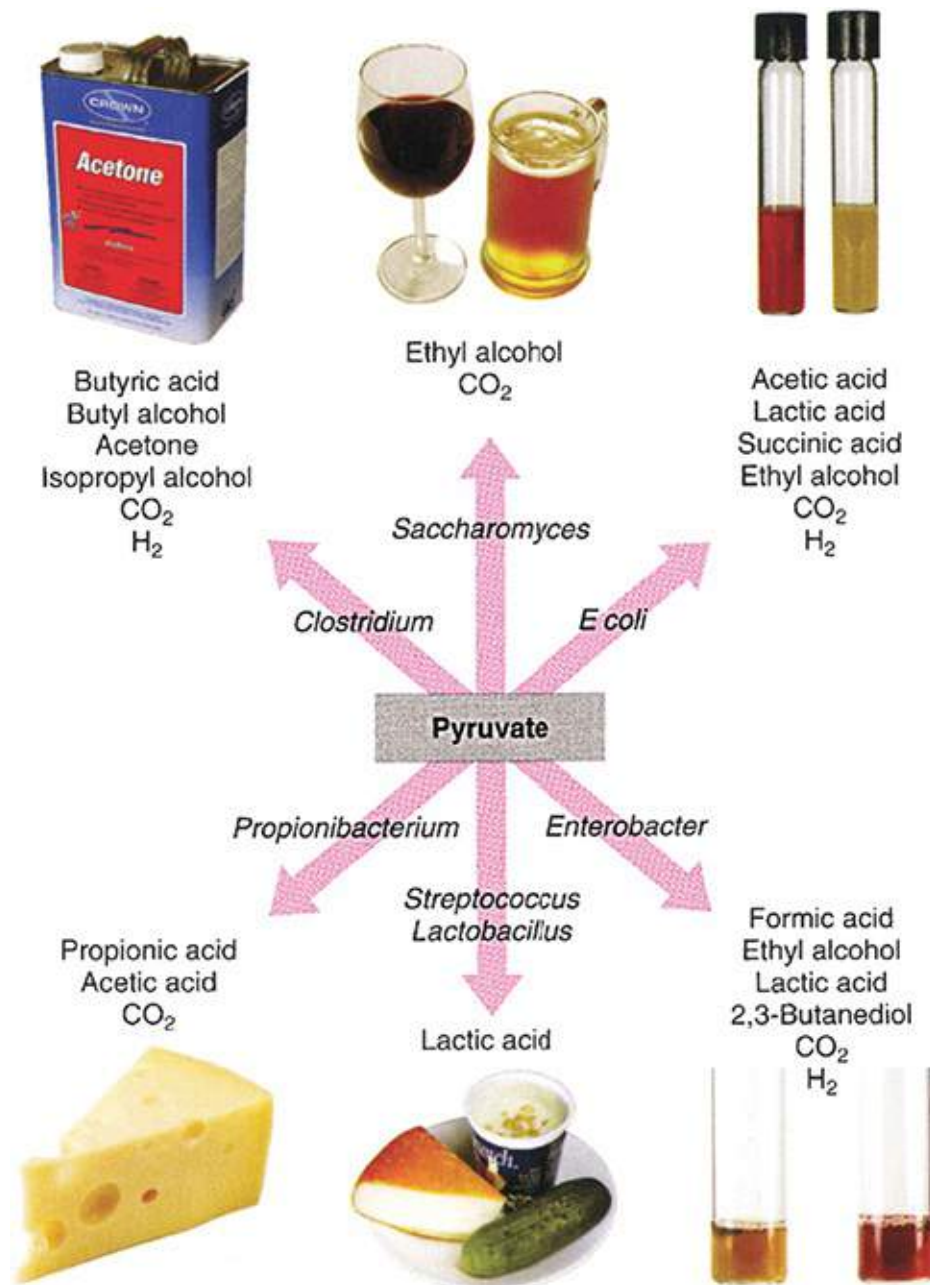 CROWN
Acetone
Butyric acid
Butyl alcohol
Acetone
Isopropyl alcohol
CO₂
H₂
Ethyl alcohol
CO₂
Acetic acid
Lactic acid
Succinic acid
Ethyl alcohol
CO₂
H₂
Saccharomyces
Clostridium
E coli
Pyruvate
Propionibacterium
Enterobacter
Streptococcus
Lactobacillus
Propionic acid
Acetic acid
CO₂
Lactic acid
Formic acid
Ethyl alcohol
Lactic acid
2,3-Butanediol
CO₂
H₂